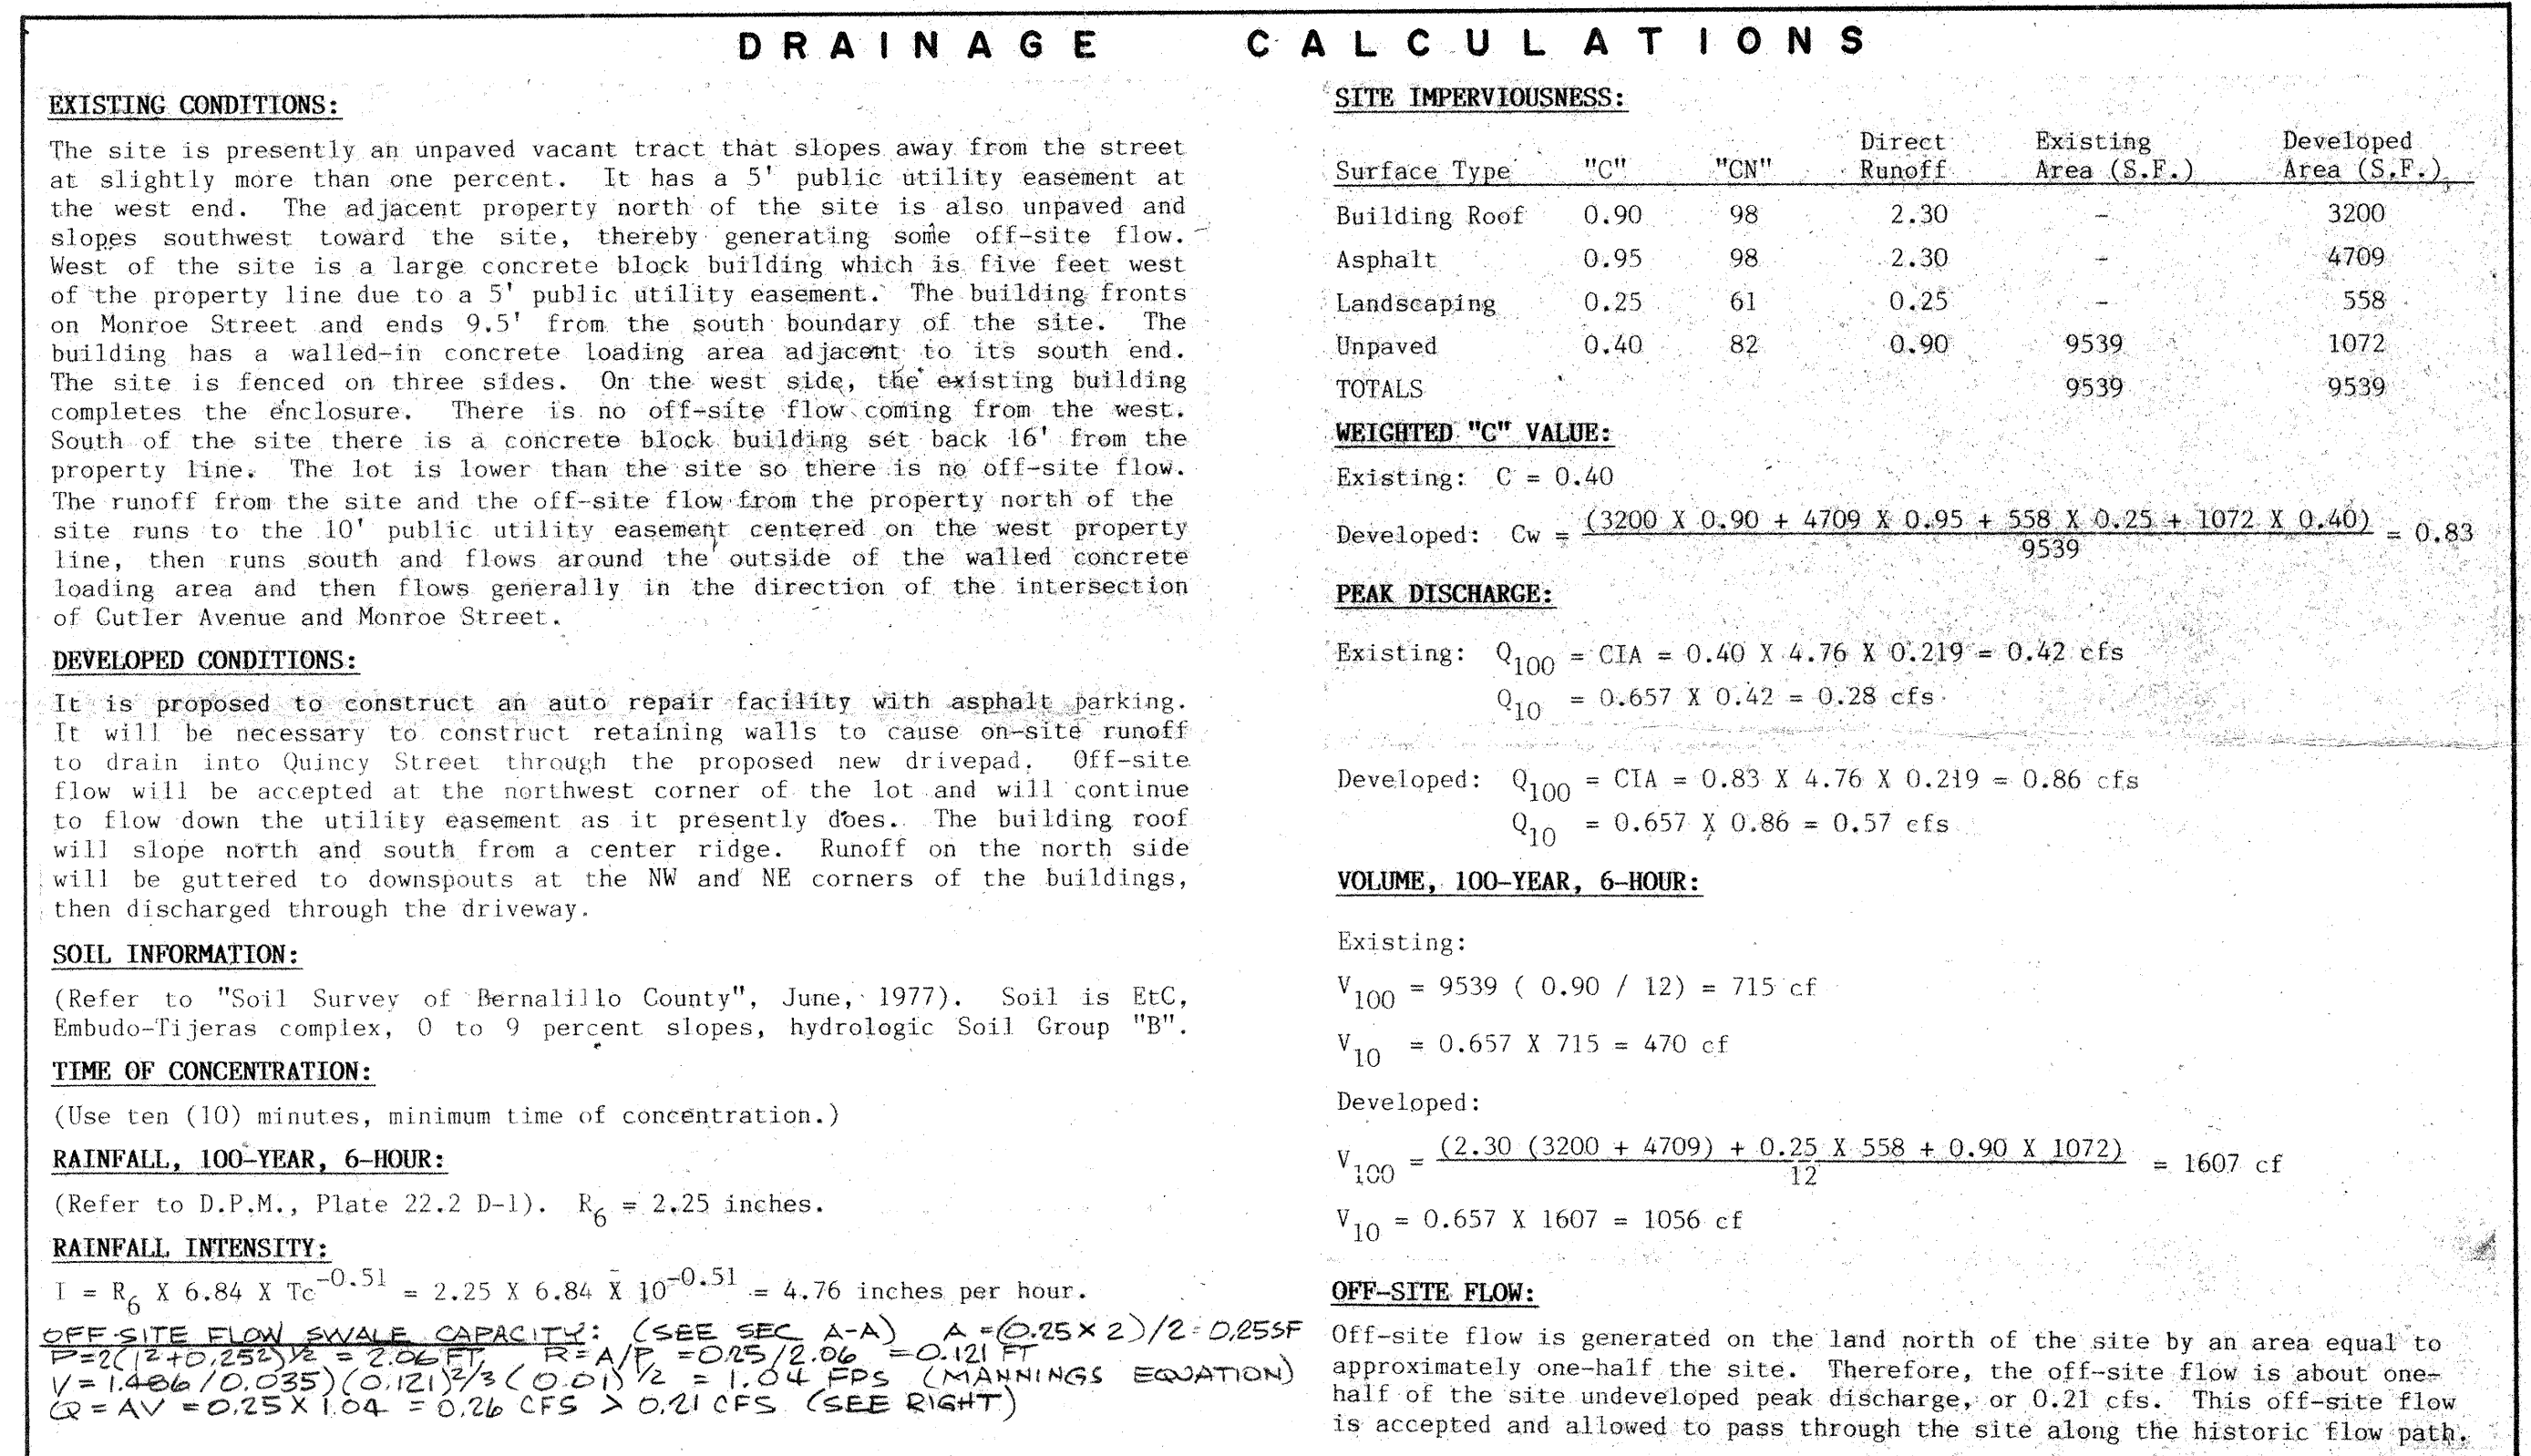 DRAINAGE CALCULATIONS
EXISTING CONDITIONS:
The site is presently an unpaved vacant tract that slopes away from the street
at slightly more than one percent. It has a 5' public utility easement at
the west end. The adjacent property north of the site is also unpaved and
slopes southwest toward the site, thereby generating some off-site flow.
West of the site is a large concrete block building which is five feet west
of the property line due to a 5' public utility easement. The building fronts
on Monroe Street and ends 9.5' from the south boundary of the site. The
building has a walled-in concrete loading area adjacent to its south end.
The site is fenced on three sides. On the west side, the existing building
completes the enclosure. There is no off-site flow coming from the west.
South of the site there is a concrete block building set back 16' from the
property line. The lot is lower than the site so there is no off-site flow.
The runoff from the site and the off-site flow from the property north of the
site runs to the 10' public utility easement centered on the west property
line, then runs south and flows around the outside of the walled concrete
loading area and then flows generally in the direction of the intersection
of Cutler Avenue and Monroe Street.
DEVELOPED CONDITIONS:
It is proposed to construct an auto repair facility with asphalt parking.
It will be necessary to construct retaining walls to cause on-site runoff
to drain into Quincy Street through the proposed new drivepad. Off-site
flow will be accepted at the northwest corner of the lot and will continue
to flow down the utility easement as it presently does. The building roof
will slope north and south from a center ridge. Runoff on the north side
will be guttered to downspouts at the NW and NE corners of the buildings,
then discharged through the driveway.
SOIL INFORMATION:
(Refer to "Soil Survey of Bernalillo County", June, 1977). Soil is EtC,
Embudo-Tijeras complex, 0 to 9 percent slopes, hydrologic Soil Group "B".
TIME OF CONCENTRATION:
(Use ten (10) minutes, minimum time of concentration.)
RAINFALL, 100-YEAR, 6-HOUR:
(Refer to D.P.M., Plate 22.2 D-1). R6 = 2.25 inches.
RAINFALL INTENSITY:
I = R6 X 6.84 X Tc^-0.51 = 2.25 X 6.84 X 10^-0.51 = 4.76 inches per hour.
OFF-SITE FLOW SWALE CAPACITY: (SEE SEC A-A) A=(0.25×2)/2=0.25SF
P=2(1²+0.25²)^1/2 = 2.06 FT R=A/P =0.25/2.06 =0.121 FT
V=1.486/0.035)(0.121)^2/3(0.01)^1/2 = 1.04 FPS (MANNINGS EQUATION)
Q=AV=0.25×1.04=0.26 CFS > 0.21 CFS (SEE RIGHT)
SITE IMPERVIOUSNESS:
Direct Existing Developed
Surface Type "C" "CN" Runoff Area (S.F.) Area (S.F.)
Building Roof 0.90 98 2.30 - 3200
Asphalt 0.95 98 2.30 - 4709
Landscaping 0.25 61 0.25 - 558
Unpaved 0.40 82 0.90 9539 1072
TOTALS 9539 9539
WEIGHTED "C" VALUE:
Existing: C = 0.40
Developed: Cw = (3200 X 0.90 + 4709 X 0.95 + 558 X 0.25 + 1072 X 0.40) = 0.83
9539
PEAK DISCHARGE:
Existing: Q100 = CIA = 0.40 X 4.76 X 0.219 = 0.42 cfs
Q10 = 0.657 X 0.42 = 0.28 cfs
Developed: Q100 = CIA = 0.83 X 4.76 X 0.219 = 0.86 cfs
Q10 = 0.657 X 0.86 = 0.57 cfs
VOLUME, 100-YEAR, 6-HOUR:
Existing:
V100 = 9539 ( 0.90 / 12) = 715 cf
V10 = 0.657 X 715 = 470 cf
Developed:
V100 = (2.30 (3200 + 4709) + 0.25 X 558 + 0.90 X 1072) = 1607 cf
12
V10 = 0.657 X 1607 = 1056 cf
OFF-SITE FLOW:
Off-site flow is generated on the land north of the site by an area equal to
approximately one-half the site. Therefore, the off-site flow is about one-
half of the site undeveloped peak discharge, or 0.21 cfs. This off-site flow
is accepted and allowed to pass through the site along the historic flow path.